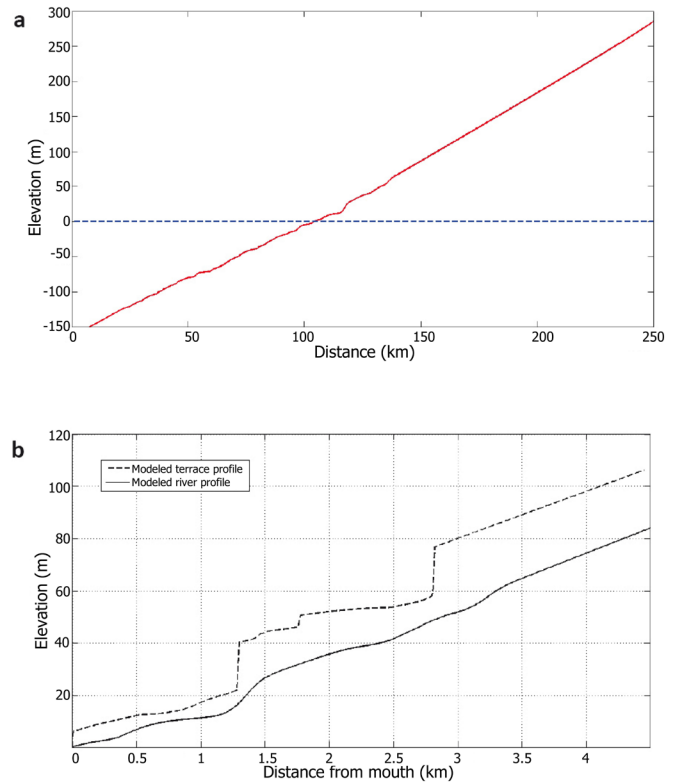 a
300
250
200
150
100
50
0
-50
-100
-150
Elevation (m)
0 50 100 150 200 250
Distance (km)
b
120
100
80
60
40
20
Elevation (m)
Modeled terrace profile
Modeled river profile
0 0.5 1 1.5 2 2.5 3 3.5 4
Distance from mouth (km)